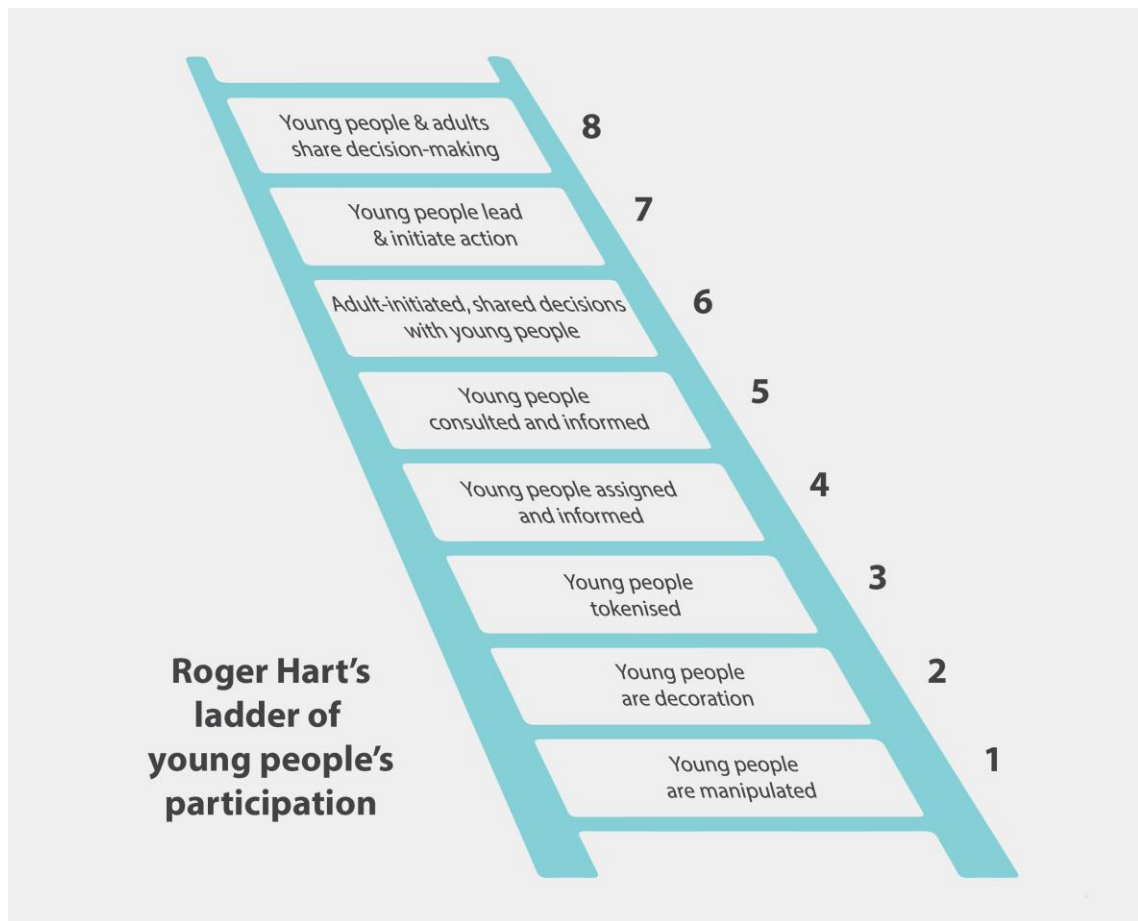 Young people & adults
share decision-making
8
Young people lead
& initiate action
7
Adult-initiated, shared decisions
with young people
6
Young people
consulted and informed
5
Young people assigned
and informed
4
Young people
tokenised
3
Young people
are decoration
2
Young people
are manipulated
1
Roger Hart's
ladder of
young people's
participation